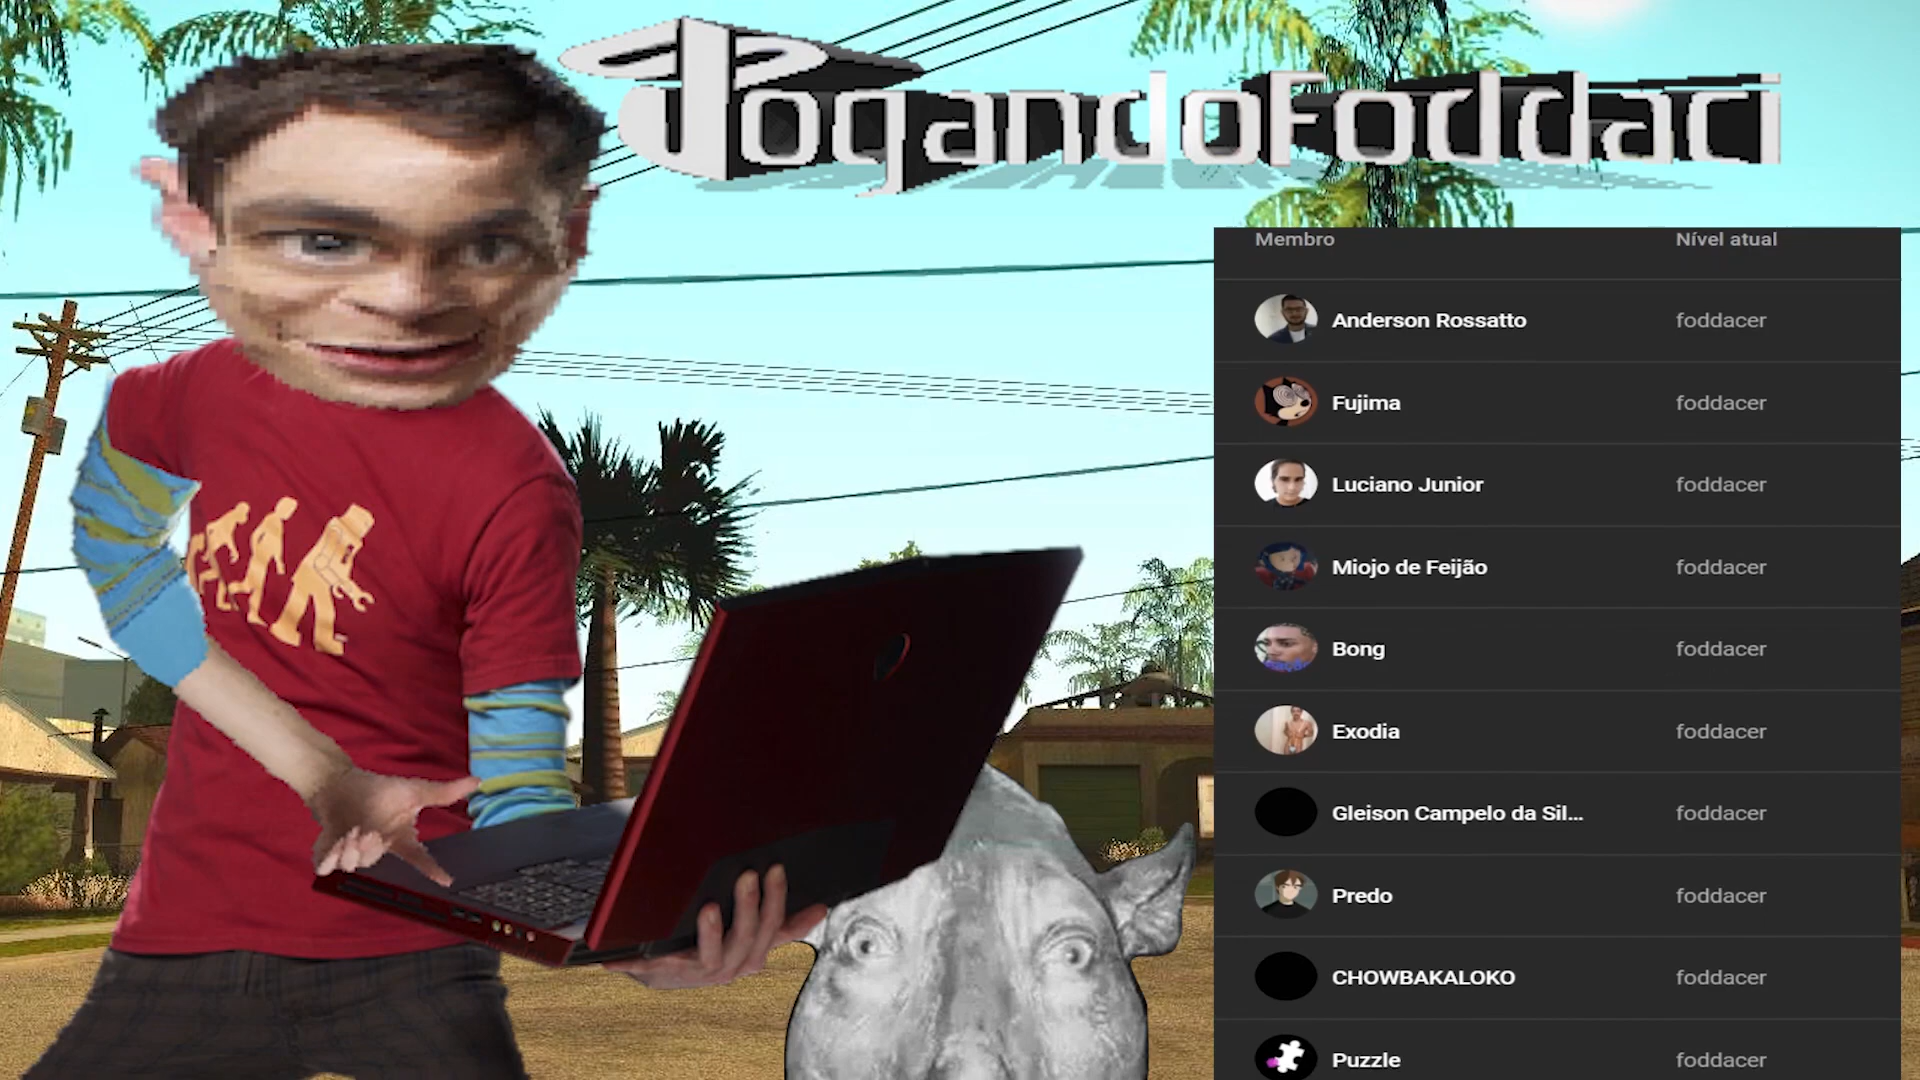 JogandoFoddaci
Membro Nível atual
Anderson Rossatto foddacer
Fujima foddacer
Luciano Junior foddacer
Miojo de Feijão foddacer
Bong foddacer
Exodia foddacer
Gleison Campelo da Sil... foddacer
Predo foddacer
CHOWBAKALOKO foddacer
Puzzle foddacer